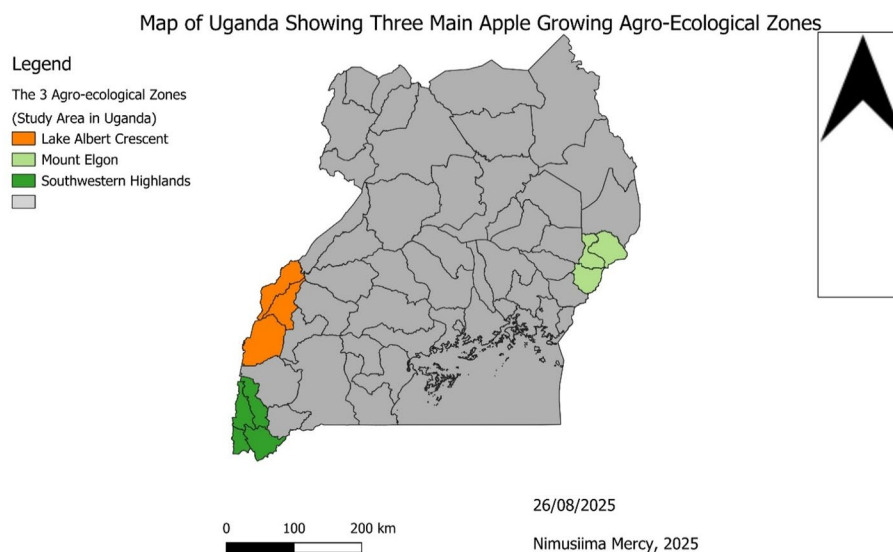 Map of Uganda Showing Three Main Apple Growing Agro-Ecological Zones
Legend
The 3 Agro-ecological Zones
(Study Area in Uganda)
Lake Albert Crescent
Mount Elgon
Southwestern Highlands
26/08/2025
0 100 200 km
Nimusiima Mercy, 2025